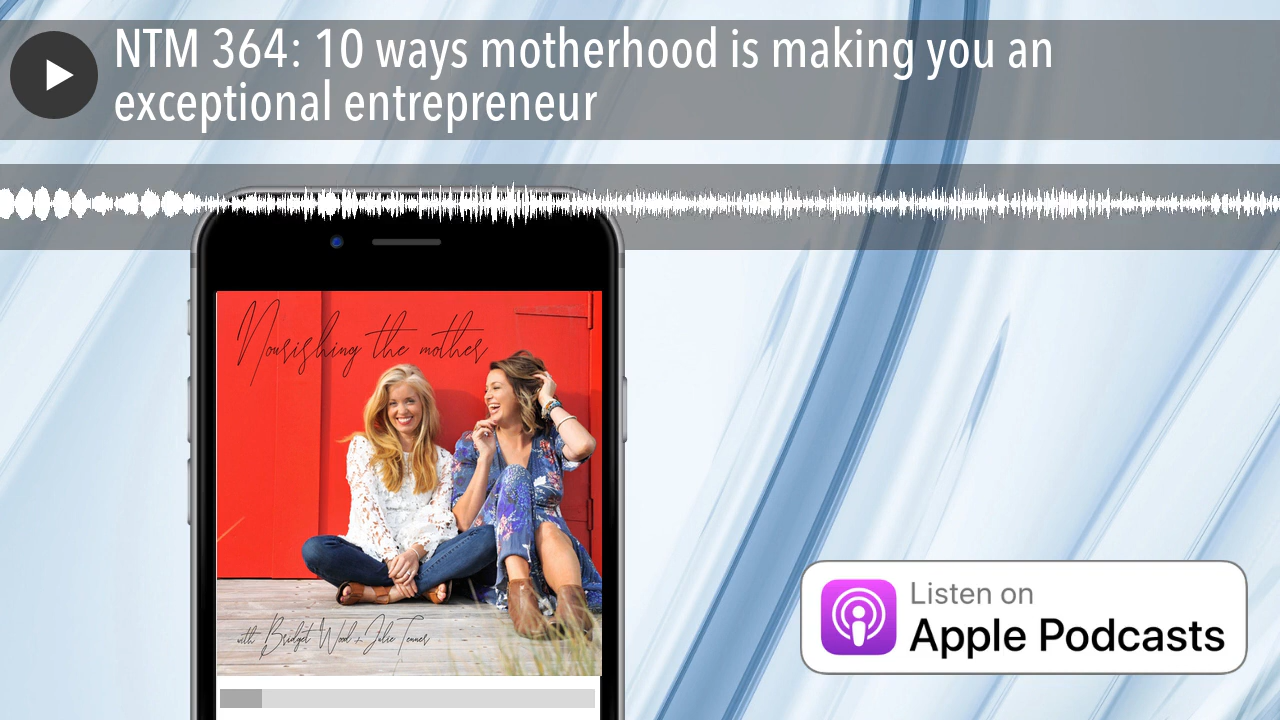 NTM 364: 10 ways motherhood is making you an
exceptional entrepreneur
Nourishing the mother
with Bridget Wood + Julie Tenner
Listen on
Apple Podcasts